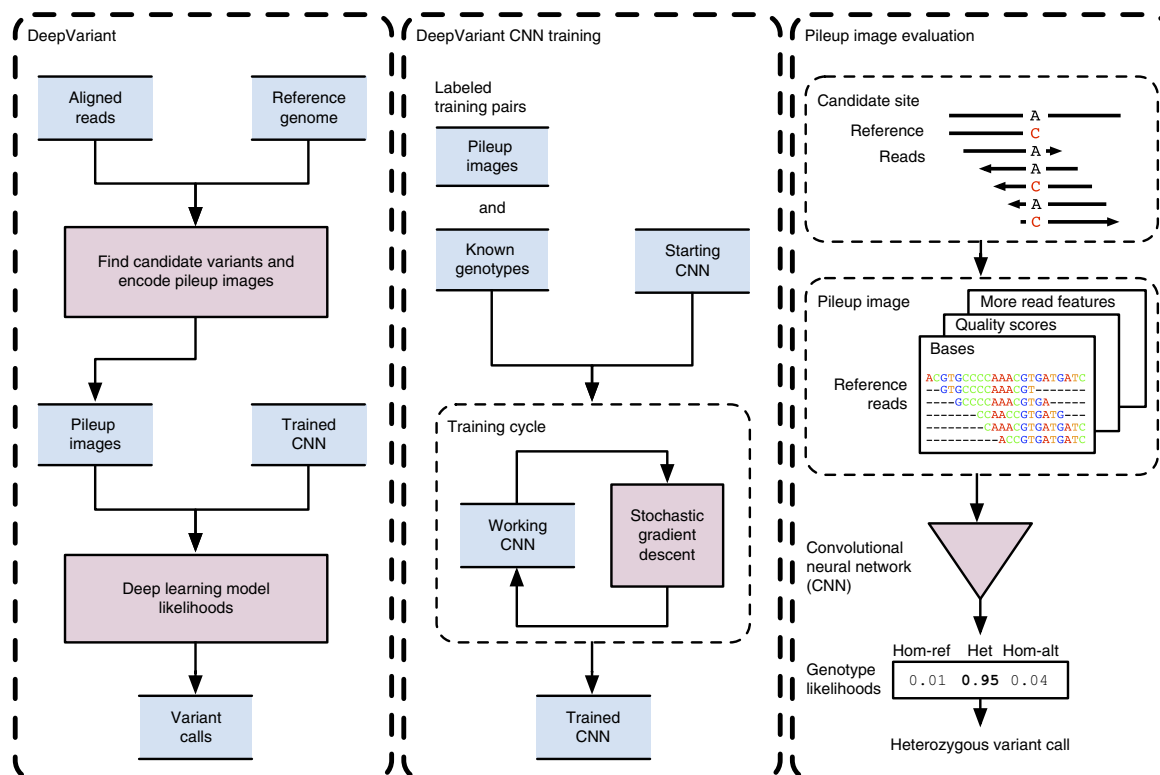 DeepVariant
Aligned
reads
Reference
genome
Find candidate variants and
encode pileup images
Pileup
images
Trained
CNN
Deep learning model
likelihoods
Variant
calls
DeepVariant CNN training
Labeled
training pairs
Pileup
images
and
Known
genotypes
Starting
CNN
Training cycle
Working
CNN
Stochastic
gradient
descent
Trained
CNN
Pileup image evaluation
Candidate site
Reference
Reads
A
C
A
A
C
A
C
Pileup image
More read features
Quality scores
Bases
Reference
reads
ACGTGCCCCAAACGTGATGATC
--GTGCCCCAAACGT-------
----GCCCCAAACGTGA-----
-------CCAACCGTGATG---
--------CAAACGTGATGATC
----------ACCGTGATGATC
Convolutional
neural network
(CNN)
Hom-ref Het Hom-alt
Genotype
likelihoods
0.01 0.95 0.04
Heterozygous variant call